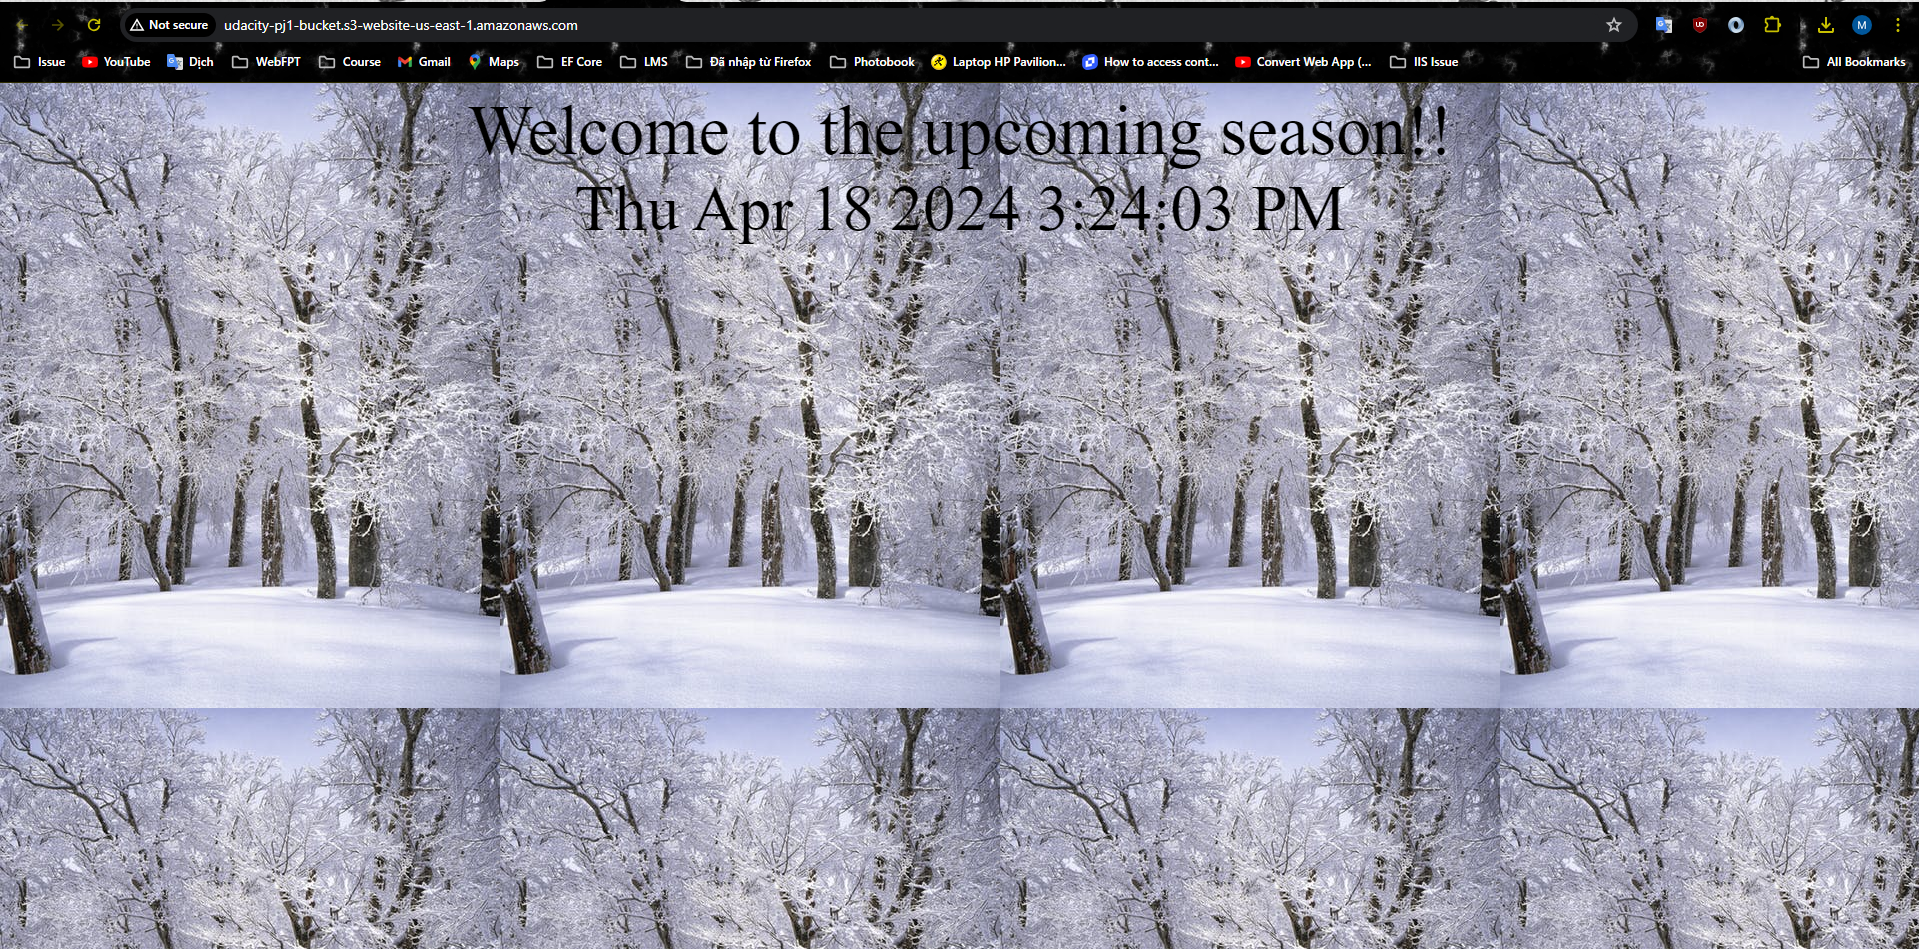 Not secure udacity-pj1-bucket.s3-website-us-east-1.amazonaws.com UD M
Issue YouTube Dịch WebFPT Course Gmail Maps EF Core LMS Đã nhập từ Firefox Photobook Laptop HP Pavilion... How to access cont... Convert Web App (... IIS Issue All Bookmarks
Welcome to the upcoming season!!
Thu Apr 18 2024 3:24:03 PM